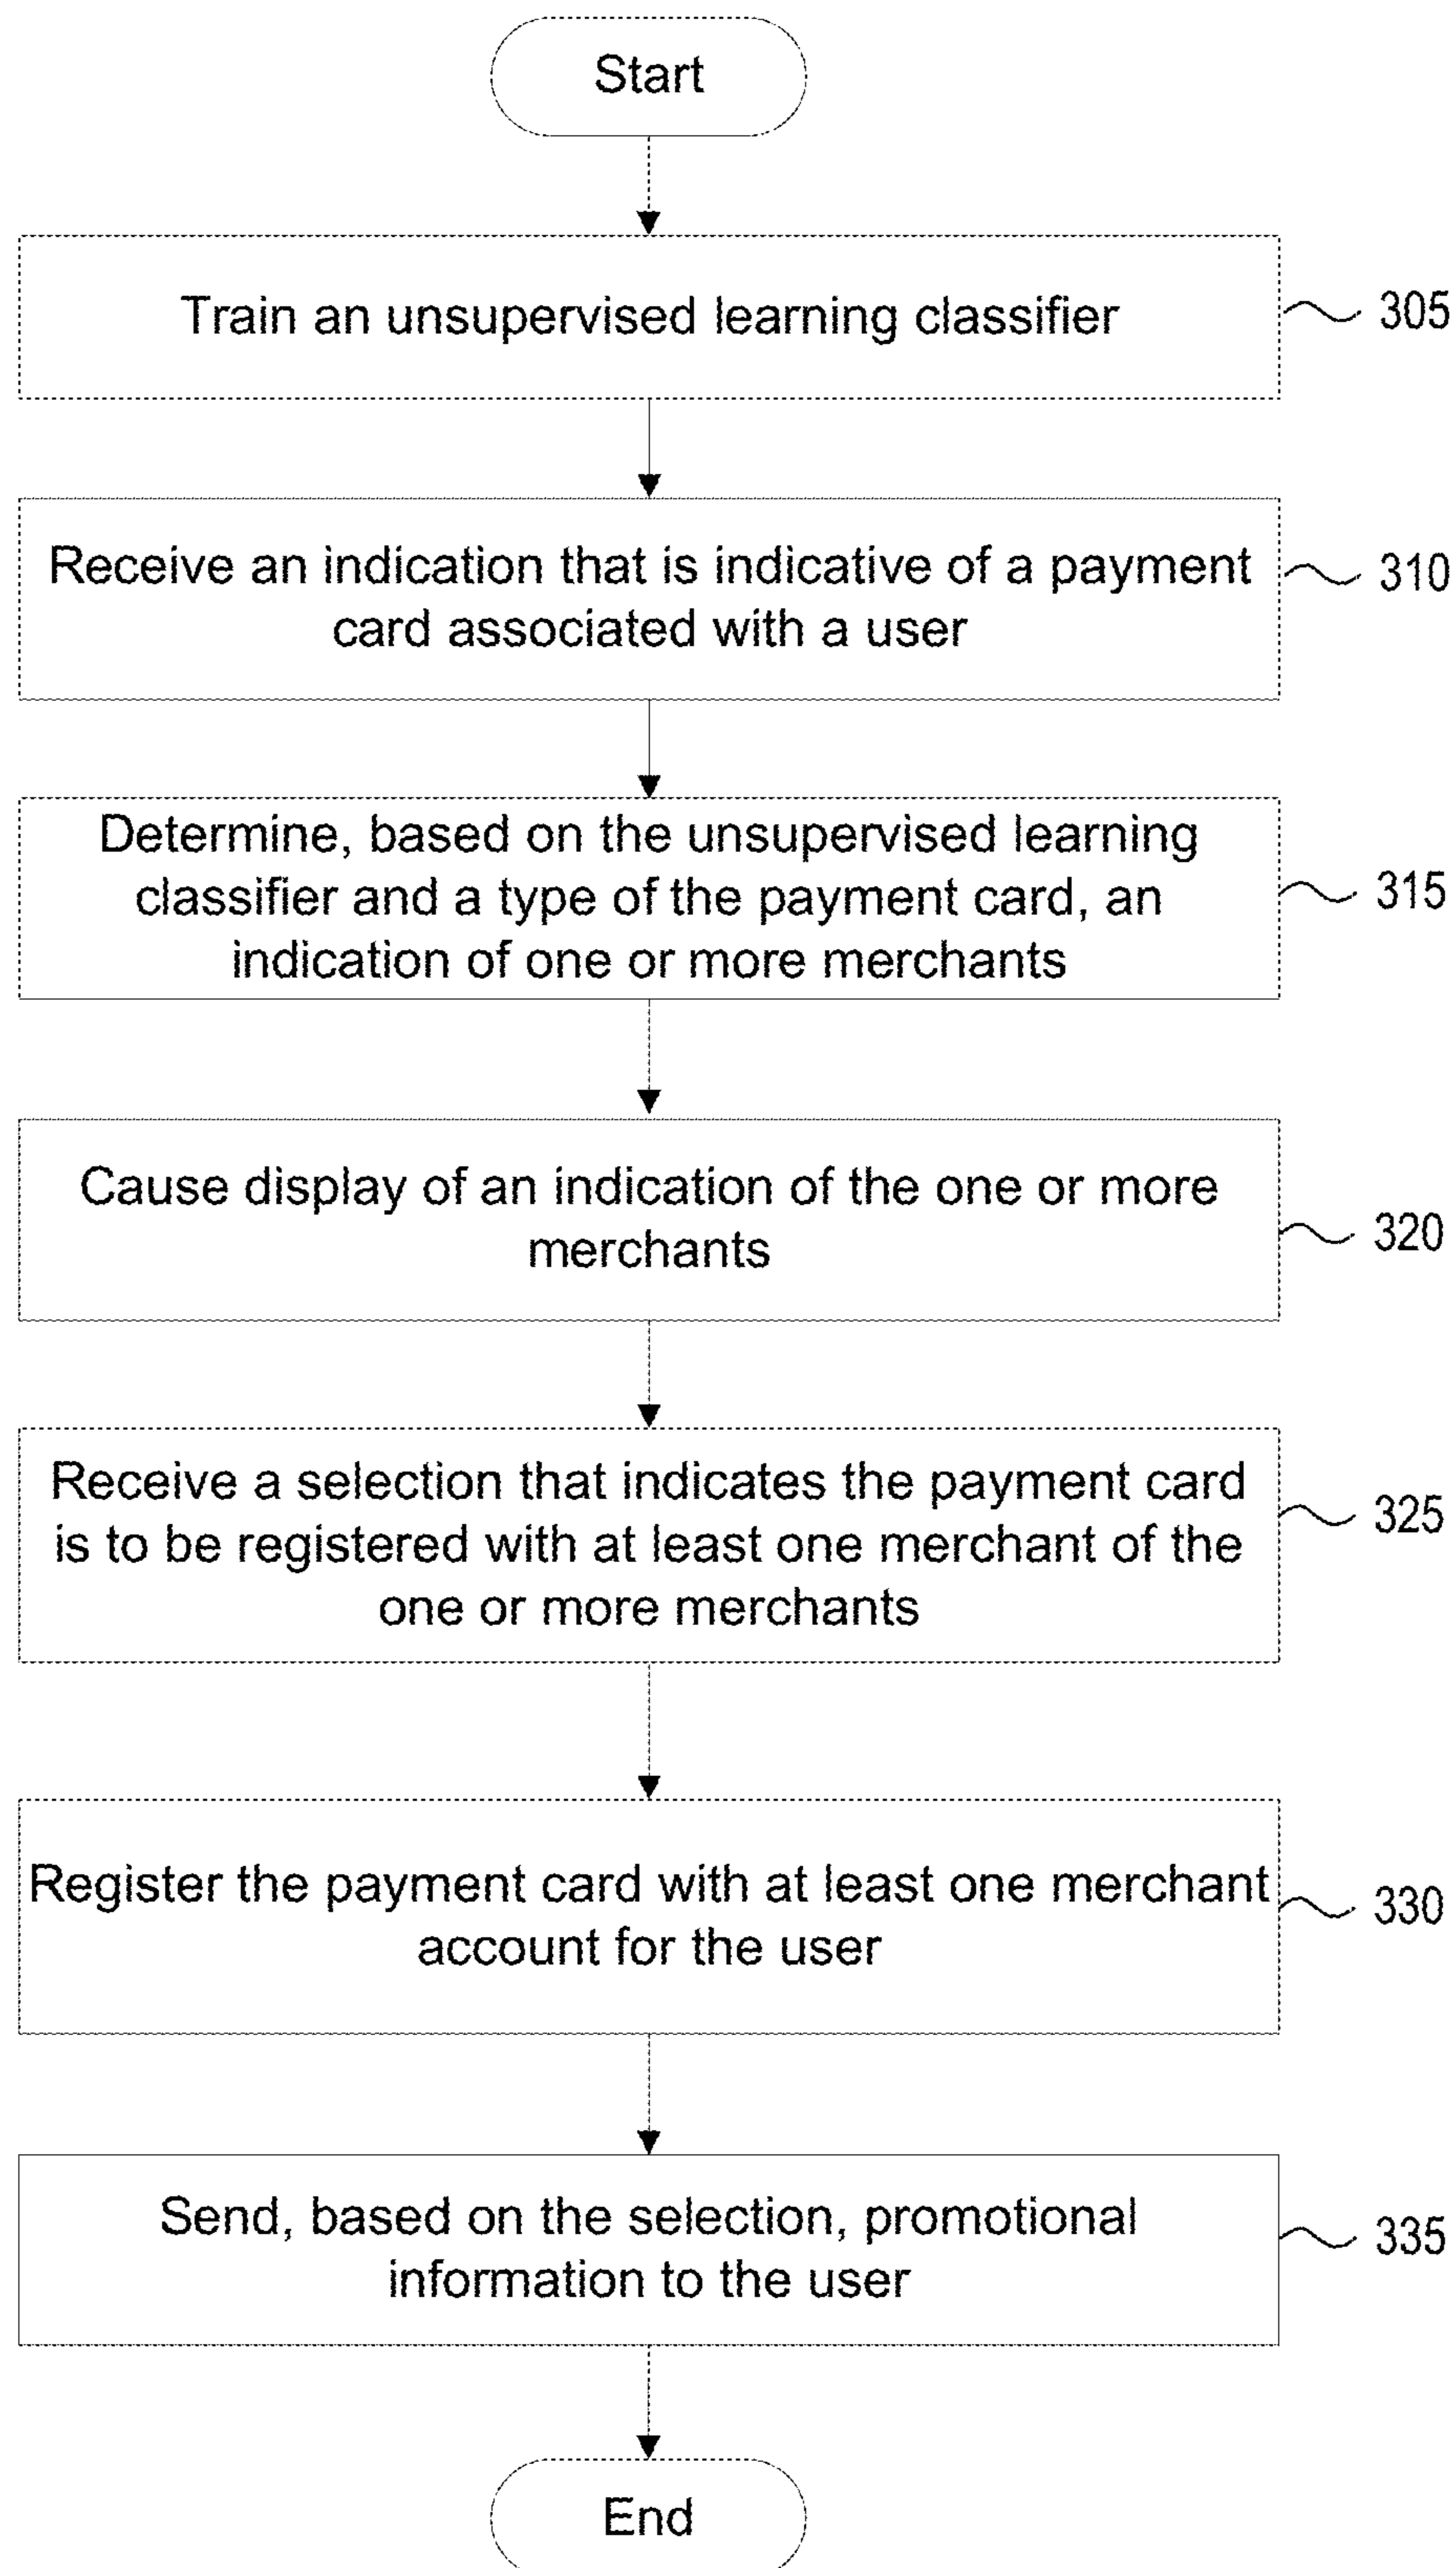 Start
Train an unsupervised learning classifier
305
Receive an indication that is indicative of a payment
card associated with a user
310
Determine, based on the unsupervised learning
classifier and a type of the payment card, an
indication of one or more merchants
315
Cause display of an indication of the one or more
merchants
320
Receive a selection that indicates the payment card
is to be registered with at least one merchant of the
one or more merchants
325
Register the payment card with at least one merchant
account for the user
330
Send, based on the selection, promotional
information to the user
335
End